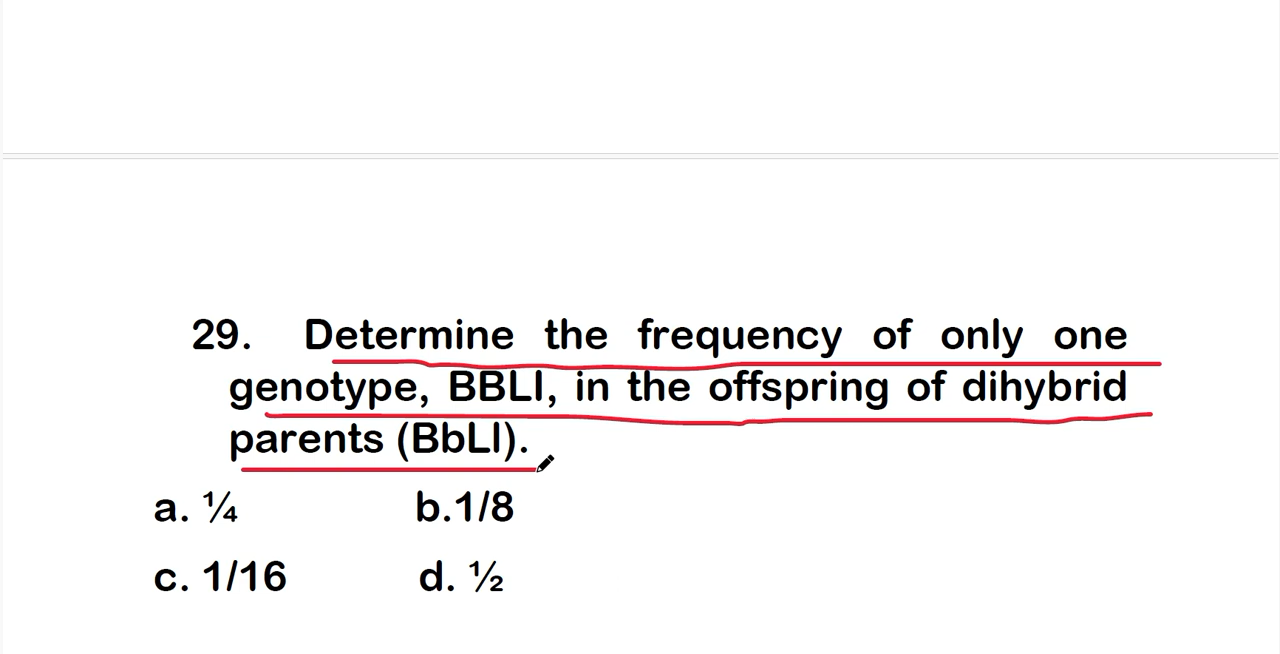 29. Determine the frequency of only one
genotype, BBLl, in the offspring of dihybrid
parents (BbLl).
a. ¼ b.1/8
c. 1/16 d. ½